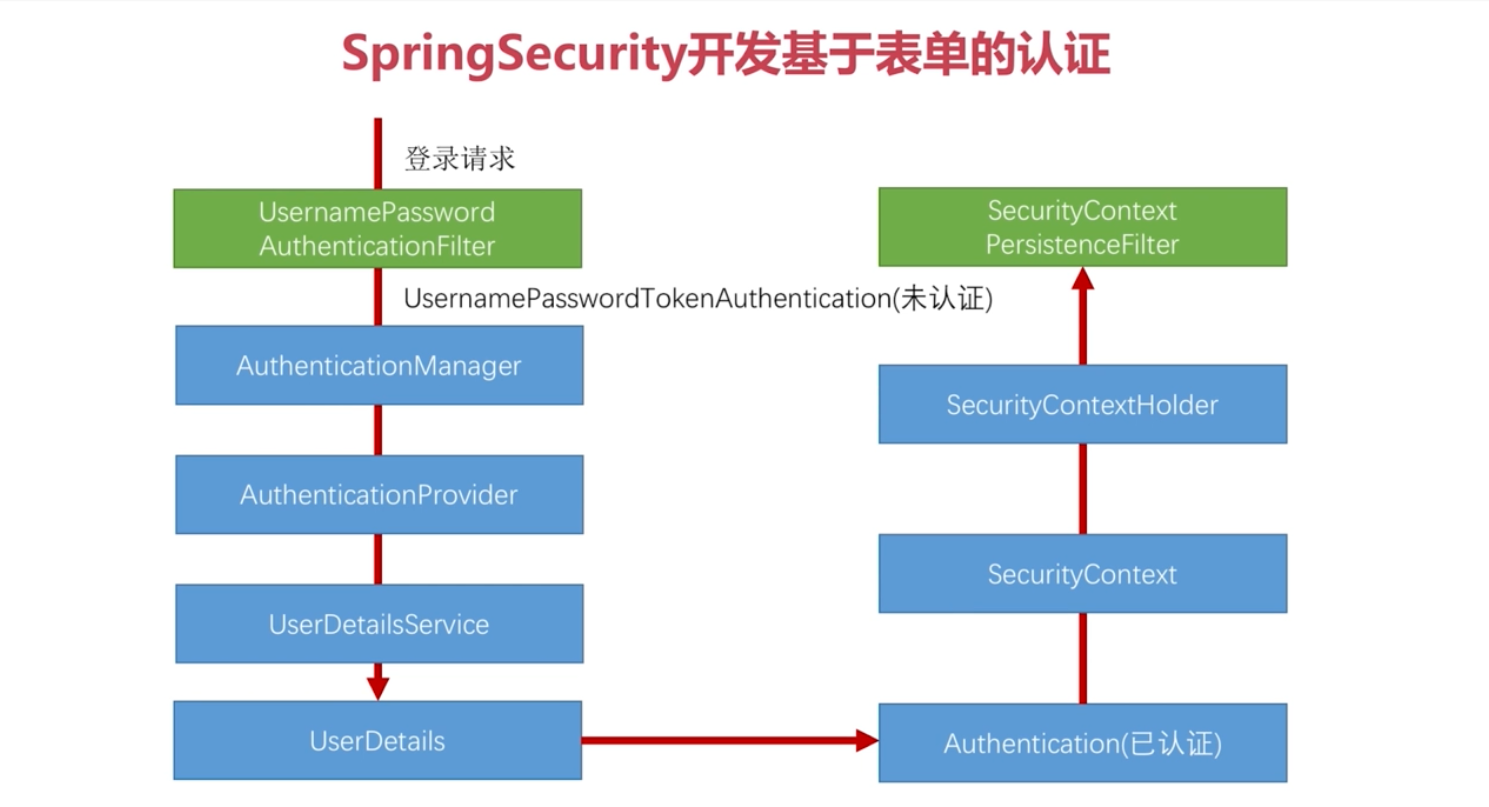 SpringSecurity开发基于表单的认证
登录请求
UsernamePassword
AuthenticationFilter
UsernamePasswordTokenAuthentication(未认证)
AuthenticationManager
AuthenticationProvider
UserDetailsService
UserDetails
SecurityContext
PersistenceFilter
SecurityContextHolder
SecurityContext
Authentication(已认证)